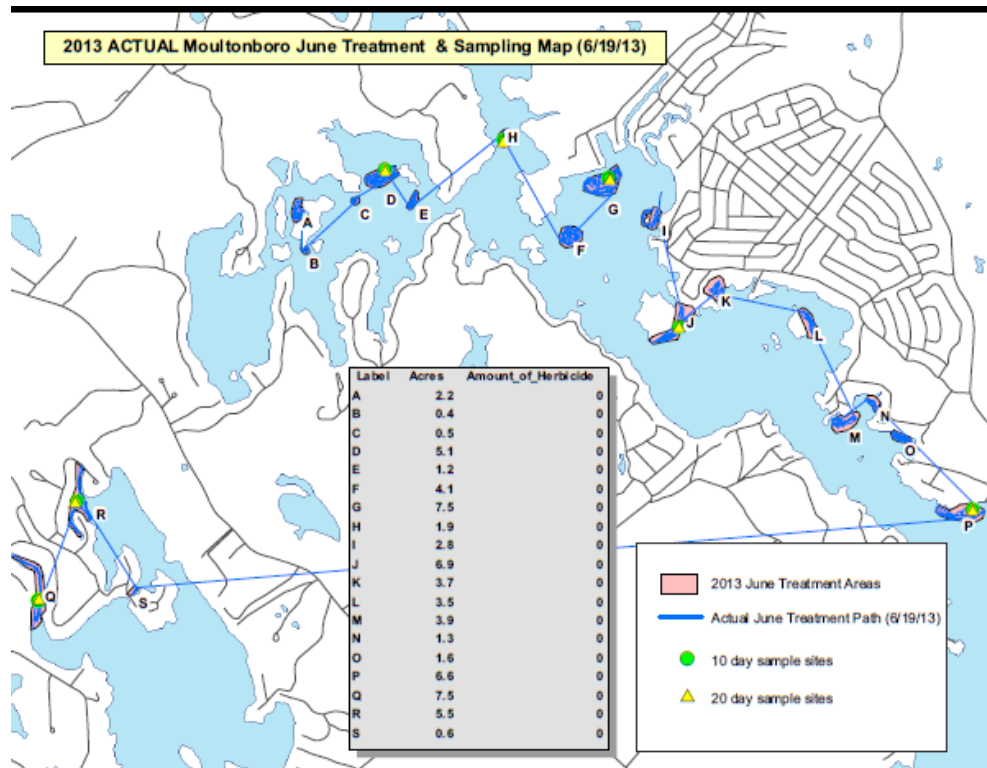 2013 ACTUAL Moultonboro June Treatment & Sampling Map (6/19/13)
H
A
C
D
E
G
B
F
I
K
J
L
N
M
O
P
R
Q
S
Label Acres Amount_of_Herbicide
A 2.2 0
B 0.4 0
C 0.5 0
D 5.1 0
E 1.2 0
F 4.1 0
G 7.5 0
H 1.9 0
I 2.8 0
J 6.9 0
K 3.7 0
L 3.5 0
M 3.9 0
N 1.3 0
O 1.6 0
P 6.6 0
Q 7.5 0
R 5.5 0
S 0.6 0
2013 June Treatment Areas
Actual June Treatment Path (6/19/13)
10 day sample sites
20 day sample sites